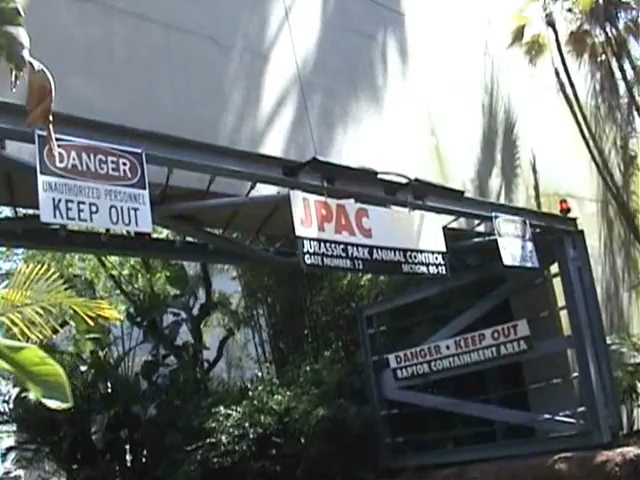 DANGER
UNAUTHORIZED PERSONNEL
KEEP OUT
JPAC
JURASSIC PARK ANIMAL CONTROL
GATE NUMBER: 13 SECTION: 05-12
DANGER • KEEP OUT
RAPTOR CONTAINMENT AREA